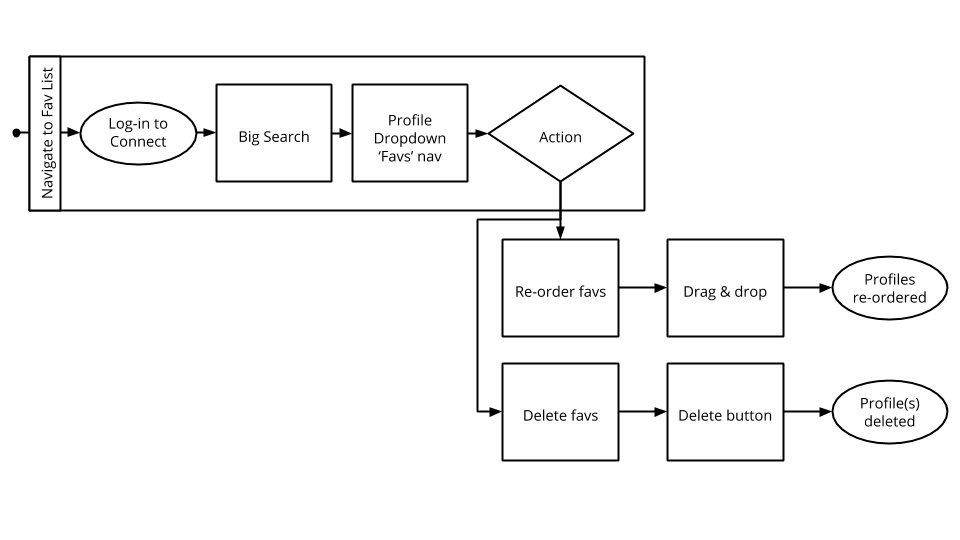 Navigate to Fav List
Log-in to
Connect
Big Search
Profile
Dropdown
‘Favs’ nav
Action
Re-order favs
Drag & drop
Profiles
re-ordered
Delete favs
Delete button
Profile(s)
deleted